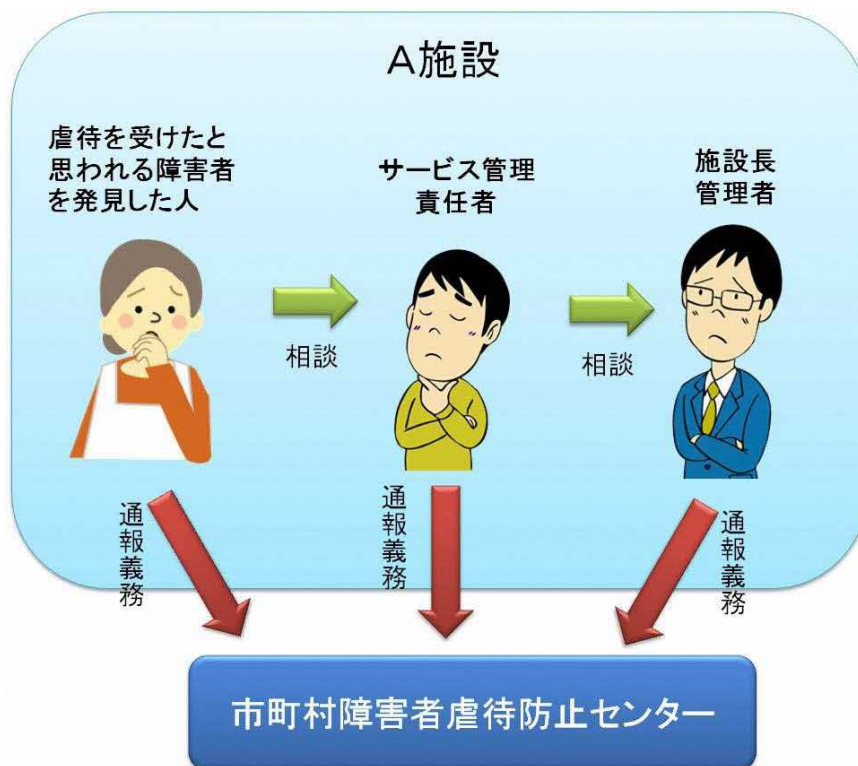 A施設
虐待を受けたと
思われる障害者
を発見した人
サービス管理
責任者
施設長
管理者
相談
相談
通報義務
通報義務
通報義務
市町村障害者虐待防止センター